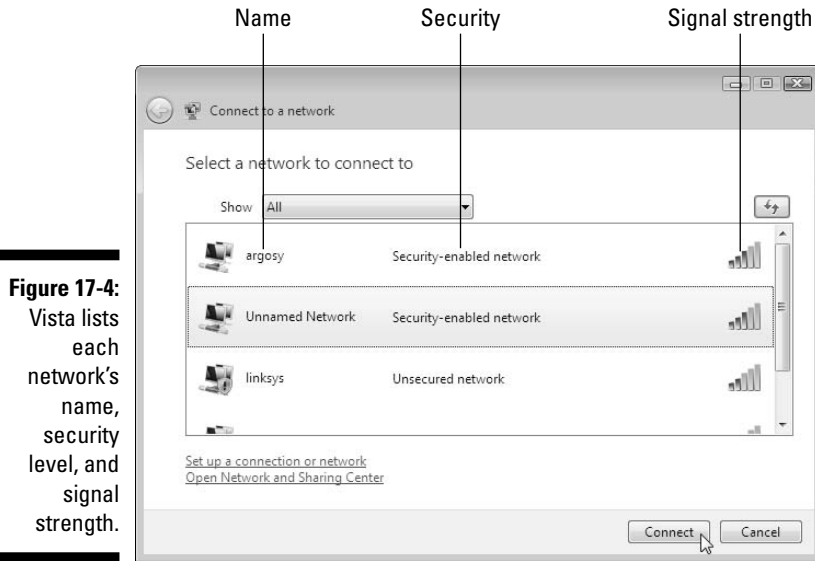 Name Security Signal strength
Connect to a network
Select a network to connect to
Show All
argosy Security-enabled network
Unnamed Network Security-enabled network
linksys Unsecured network
Set up a connection or network
Open Network and Sharing Center
Connect Cancel
Figure 17-4:
Vista lists
each
network's
name,
security
level, and
signal
strength.